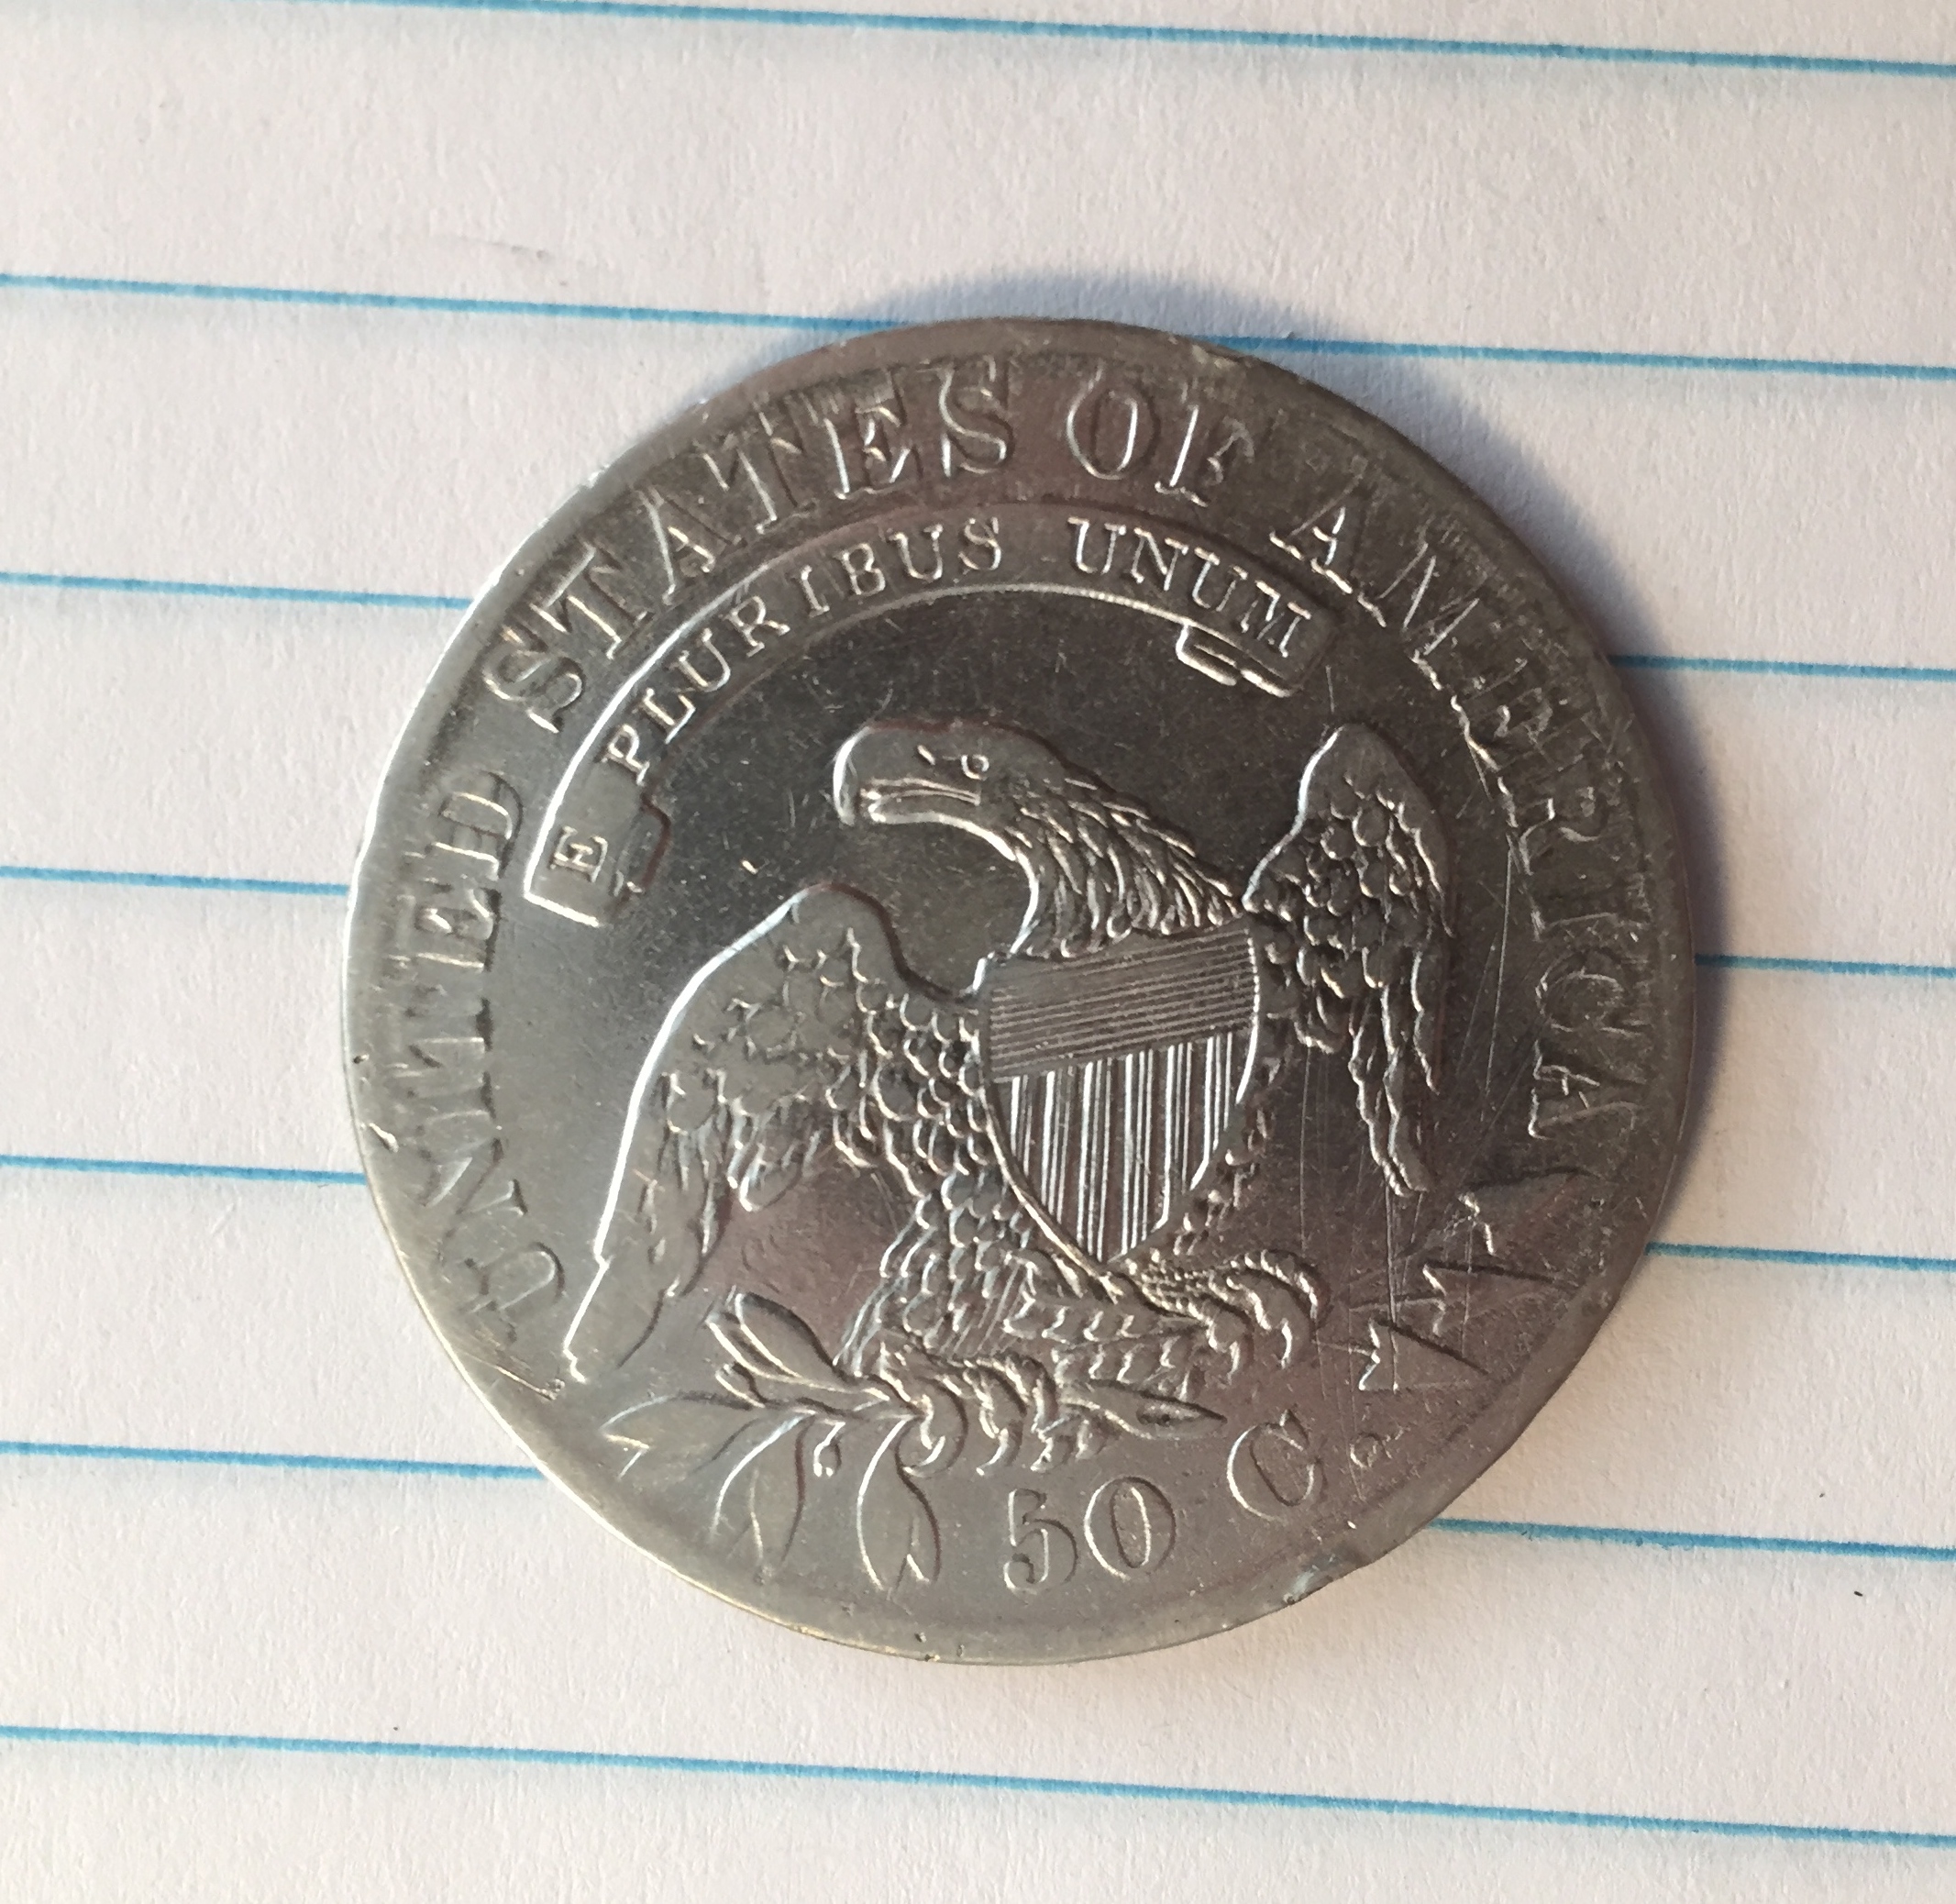 UNITED STATES OF AMERICA
E PLURIBUS UNUM
50 C.